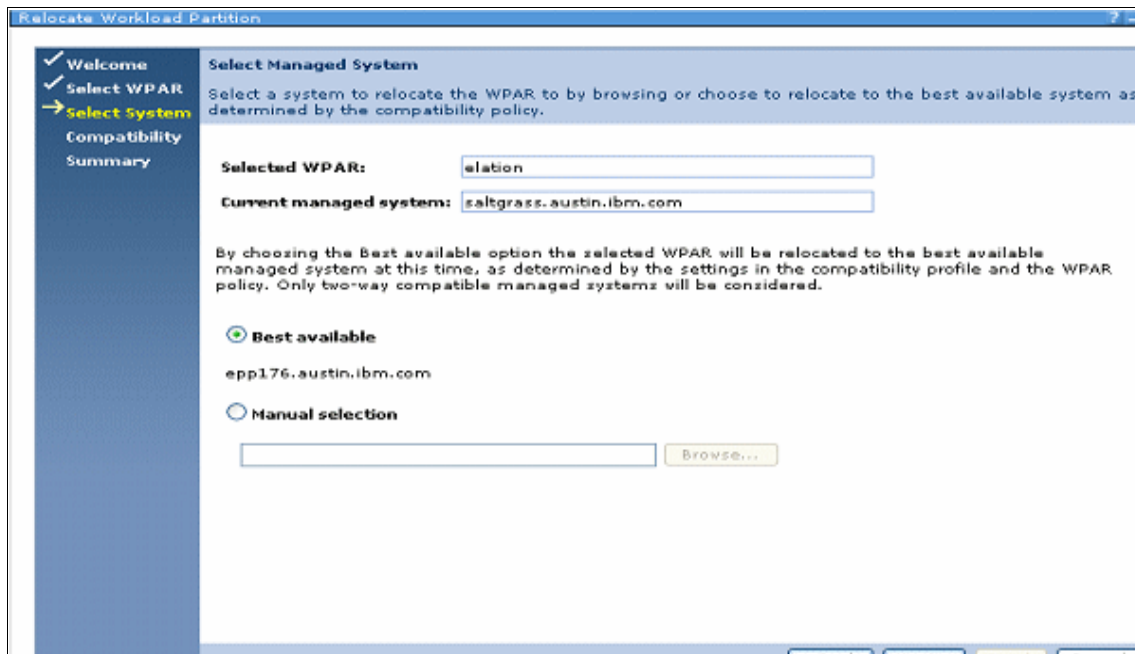 Relocate Workload Partition
?
Welcome
Select WPAR
Select System
Compatibility
Summary
Select Managed System
Select a system to relocate the WPAR to by browsing or choose to relocate to the best available system as
determined by the compatibility policy.
Selected WPAR: elation
Current managed system: saltgrass.austin.ibm.com
By choosing the Best available option the selected WPAR will be relocated to the best available
managed system at this time, as determined by the settings in the compatibility profile and the WPAR
policy. Only two-way compatible managed systems will be considered.
Best available
epp176.austin.ibm.com
Manual selection
Browse...